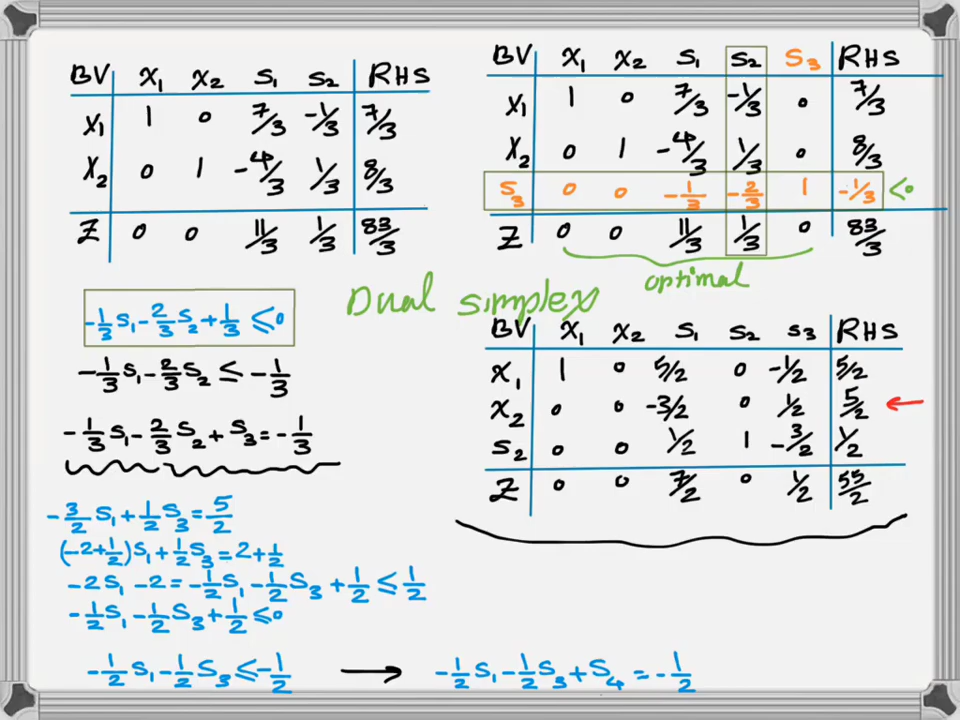 BV X₁ X₂ S₁ S₂ RHS
X₁ 1 0 7/3 -1/3 7/3
X₂ 0 1 -4/3 1/3 8/3
Z 0 0 11/3 1/3 83/3
BV X₁ X₂ S₁ S₂ S₃ RHS
X₁ 1 0 7/3 -1/3 0 7/3
X₂ 0 1 -4/3 1/3 0 8/3
S₃ 0 0 -1/3 -2/3 1 -1/3 <0
Z 0 0 11/3 1/3 0 83/3
optimal
Dual simplex
-1/3 S₁ - 2/3 S₂ + 1/3 ≤ 0
-1/3 S₁ - 2/3 S₂ ≤ -1/3
-1/3 S₁ - 2/3 S₂ + S₃ = -1/3
BV X₁ X₂ S₁ S₂ S₃ RHS
X₁ 1 0 5/2 0 -1/2 5/2
X₂ 0 0 -3/2 0 1/2 5/2 ←
S₂ 0 0 1/2 1 -3/2 1/2
Z 0 0 7/2 0 1/2 55/2
-3/2 S₁ + 1/2 S₃ = 5/2
(-2+1/2) S₁ + 1/2 S₃ = 2 + 1/2
-2S₁ - 2 = -1/2 S₁ - 1/2 S₃ + 1/2 ≤ 1/2
-1/2 S₁ - 1/2 S₃ + 1/2 ≤ 0
-1/2 S₁ - 1/2 S₃ ≤ -1/2 → -1/2 S₁ - 1/2 S₃ + S₄ = -1/2